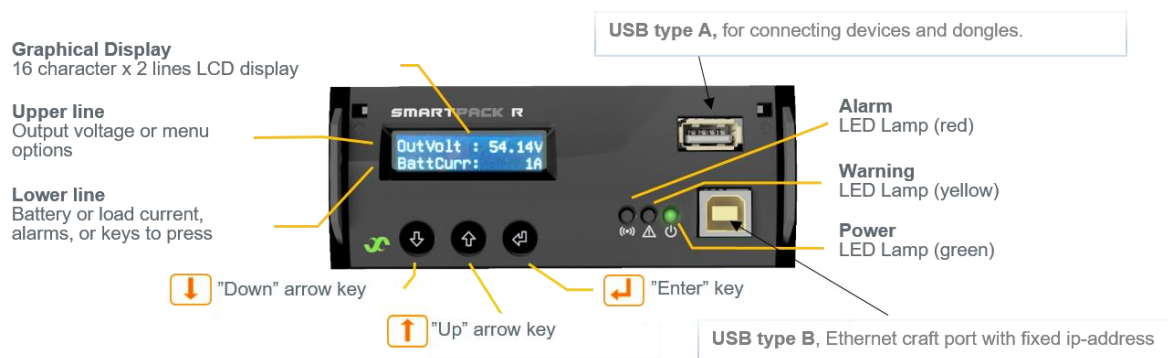 USB type A, for connecting devices and dongles.
Graphical Display
16 character x 2 lines LCD display
Upper line
Output voltage or menu
options
Lower line
Battery or load current,
alarms, or keys to press
SMARTPACK R
OutVolt : 54.14V
BattCurr: 1A
Alarm
LED Lamp (red)
Warning
LED Lamp (yellow)
Power
LED Lamp (green)
"Down" arrow key
"Up" arrow key
"Enter" key
USB type B, Ethernet craft port with fixed ip-address